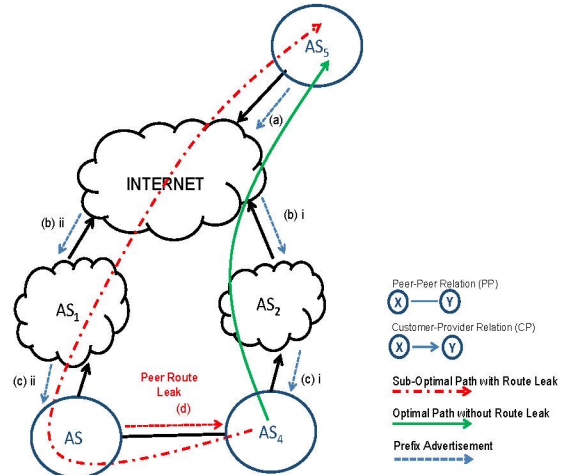 AS5
(a)
INTERNET
(b) ii
(b) i
AS1
AS2
(c) ii
(c) i
Peer Route
Leak
(d)
AS
AS4
Peer-Peer Relation (PP)
X Y
Customer-Provider Relation (CP)
X Y
Sub-Optimal Path with Route Leak
Optimal Path without Route Leak
Prefix Advertisement